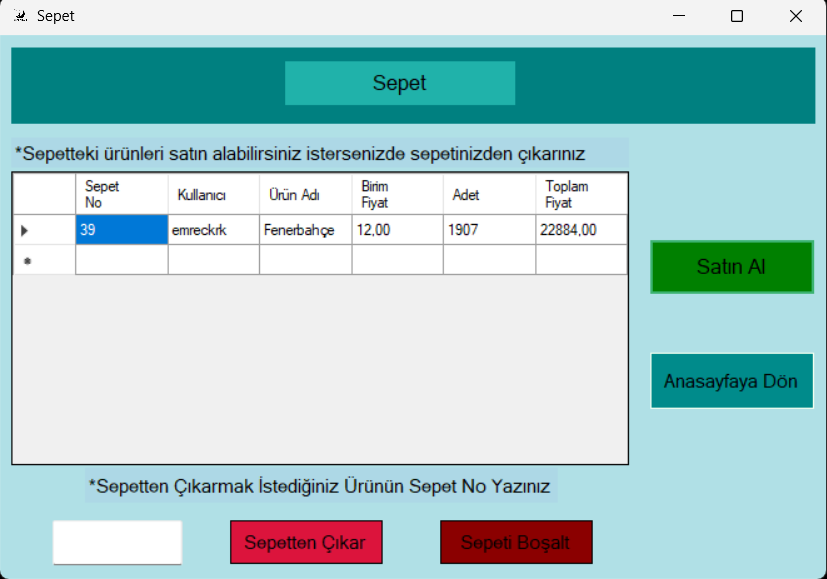 Sepet
Sepet
*Sepetteki ürünleri satın alabilirsiniz istersenizde sepetinizden çıkarınız
Sepet No Kullanıcı Ürün Adı Birim Fiyat Adet Toplam Fiyat
39 emreckrk Fenerbahçe 12,00 1907 22884,00
Satın Al
Anasayfaya Dön
*Sepetten Çıkarmak İstediğiniz Ürünün Sepet No Yazınız
Sepetten Çıkar
Sepeti Boşalt